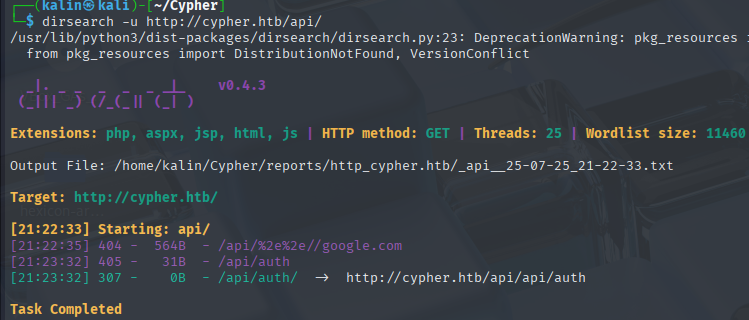 ┌──(kalin㉿kali)-[~/Cypher]
└─$ dirsearch -u http://cypher.htb/api/
/usr/lib/python3/dist-packages/dirsearch/dirsearch.py:23: DeprecationWarning: pkg_resources i
from pkg_resources import DistributionNotFound, VersionConflict
_|. _ _ _ _ _ _|_ v0.4.3
(_||| _) (/_(_|| (_| )
Extensions: php, aspx, jsp, html, js | HTTP method: GET | Threads: 25 | Wordlist size: 11460
Output File: /home/kalin/Cypher/reports/http_cypher.htb/_api__25-07-25_21-22-33.txt
Target: http://cypher.htb/
[21:22:33] Starting: api/
[21:22:35] 404 - 564B - /api/%2e%2e//google.com
[21:23:32] 405 - 31B - /api/auth
[21:23:32] 307 - 0B - /api/auth/ -> http://cypher.htb/api/api/auth
Task Completed